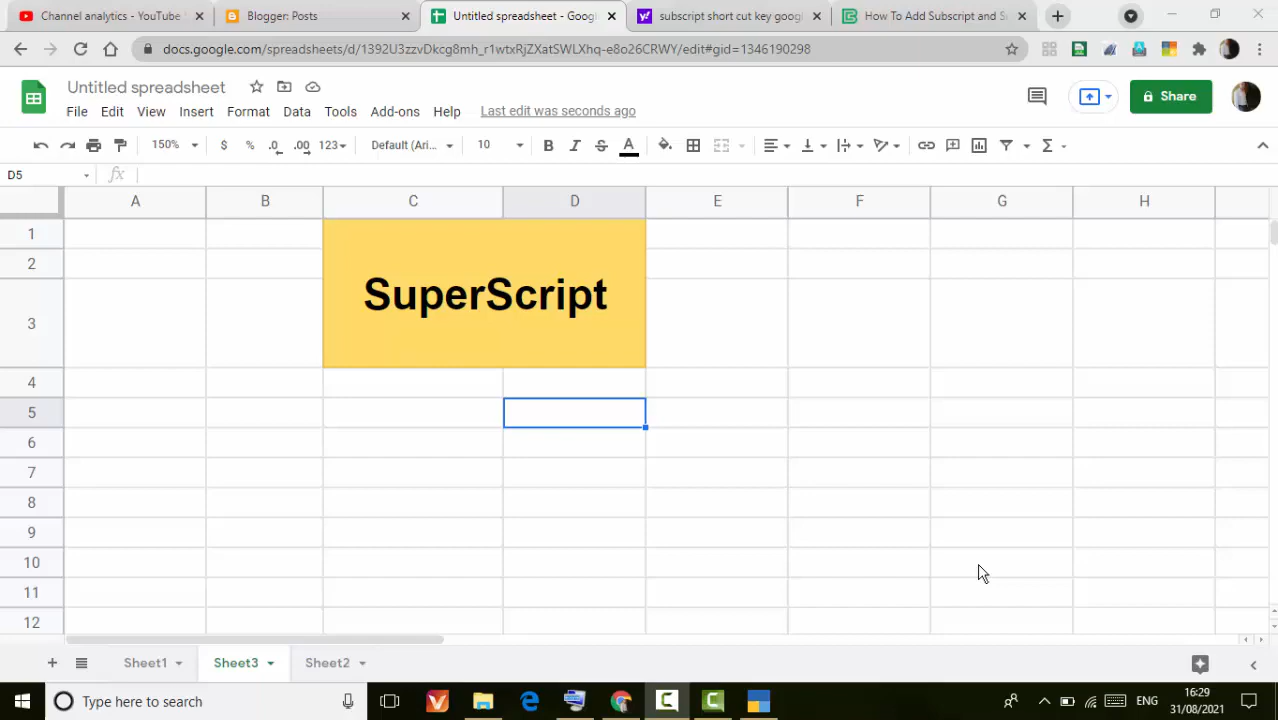 Channel analytics - YouTube
Blogger: Posts
Untitled spreadsheet - Goog
subscript short cut key goog
How To Add Subscript and S
docs.google.com/spreadsheets/d/1392U3zzvDkcg8mh_r1wtxRjZXatSWLXhq-e8o26CRWY/edit#gid=1346190298
Untitled spreadsheet
File Edit View Insert Format Data Tools Add-ons Help Last edit was seconds ago
Share
150% $ % .0 .00 123 Default (Ari... 10 B I S A Σ
D5 fx
A B C D E F G H
1
2
SuperScript
3
4
5
6
7
8
9
10
11
12
+ Sheet1 Sheet3 Sheet2
Type here to search
ENG
16:29
31/08/2021